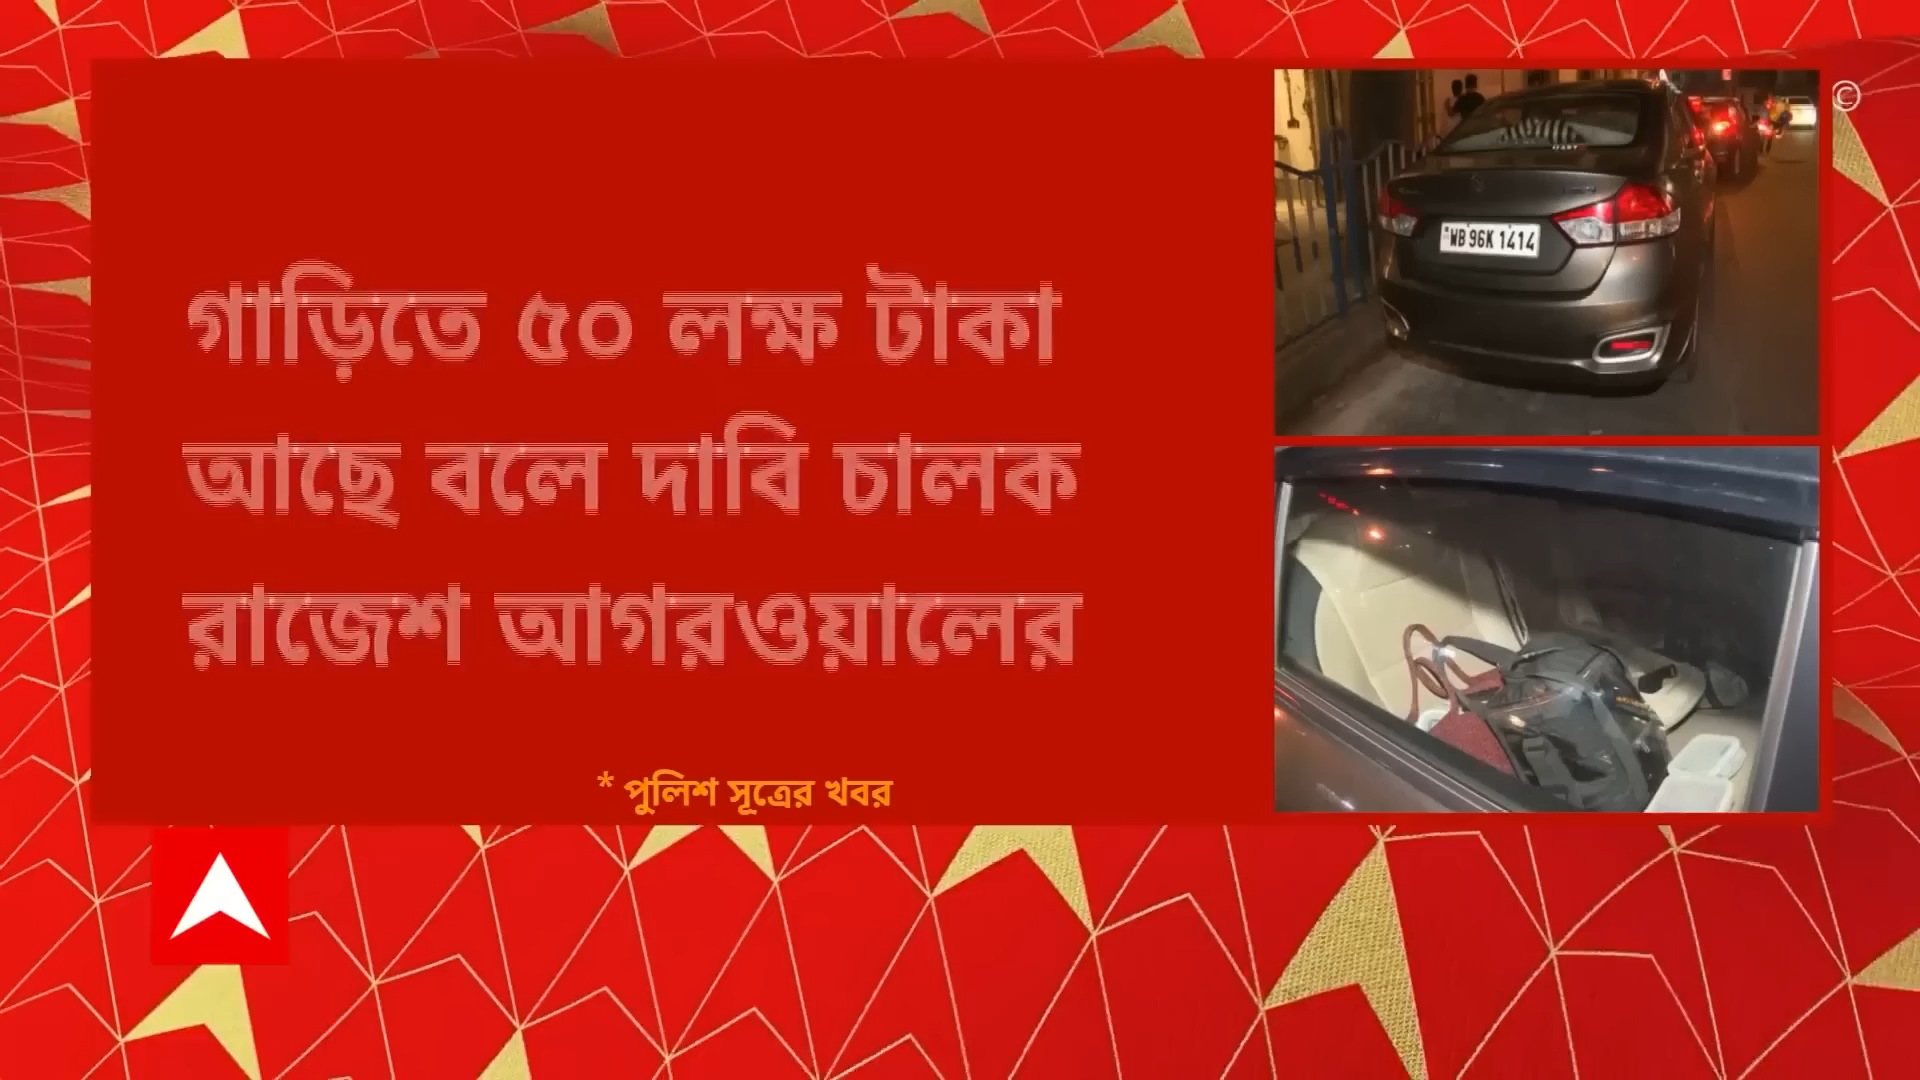 গাড়িতে ৫০ লক্ষ টাকা
আছে বলে দাবি চালক
রাজেশ আগরওয়ালের
* পুলিশ সূত্রের খবর
WB 96K 1414
©